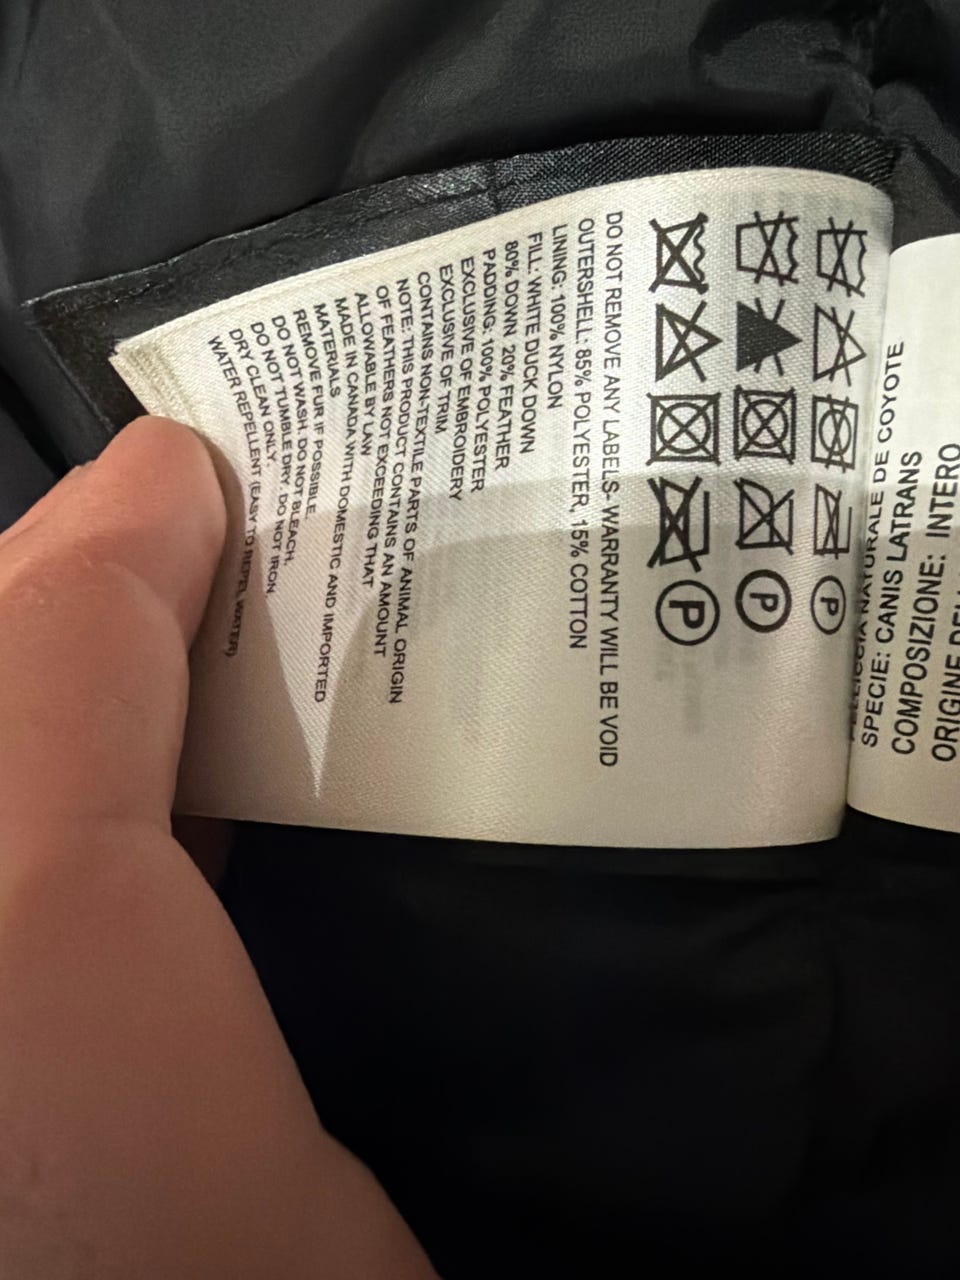 DO NOT REMOVE ANY LABELS- WARRANTY WILL BE VOID
OUTERSHELL: 85% POLYESTER, 15% COTTON
LINING: 100% NYLON
FILL: WHITE DUCK DOWN
80% DOWN 20% FEATHER
PADDING: 100% POLYESTER
EXCLUSIVE OF EMBROIDERY
EXCLUSIVE OF TRIM
CONTAINS NON-TEXTILE PARTS OF ANIMAL ORIGIN
NOTE: THIS PRODUCT CONTAINS AN AMOUNT
OF FEATHERS NOT EXCEEDING THAT
ALLOWABLE BY LAW
MADE IN CANADA WITH DOMESTIC AND IMPORTED
MATERIALS
REMOVE FUR IF POSSIBLE.
DO NOT WASH. DO NOT BLEACH.
DO NOT TUMBLE DRY. DO NOT IRON
DRY CLEAN ONLY.
WATER REPELLENT (EASY TO REPEL WATER)
P
P
P
PELLICCIA NATURALE DE COYOTE
SPECIE: CANIS LATRANS
COMPOSIZIONE: INTERO
ORIGINE